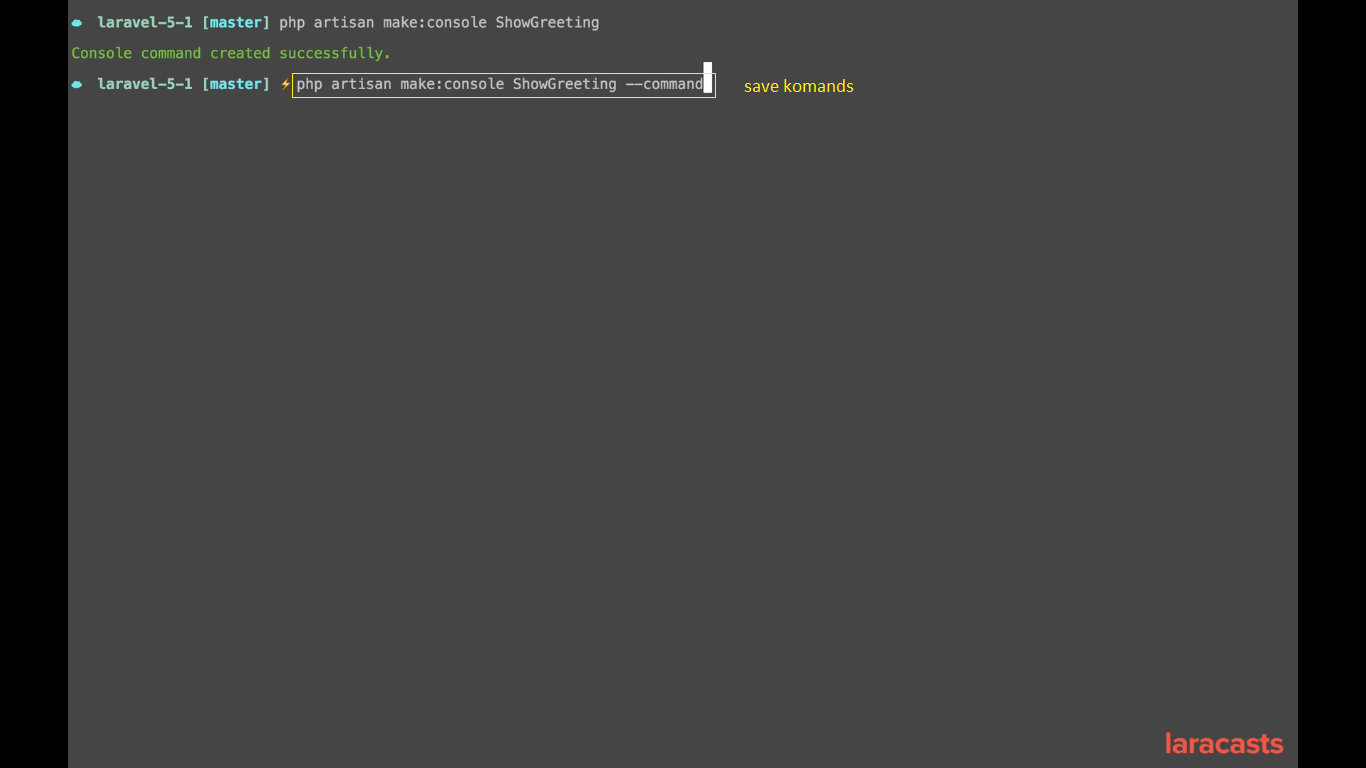 laravel-5-1 [master] php artisan make:console ShowGreeting
Console command created successfully.
laravel-5-1 [master] ⚡php artisan make:console ShowGreeting --command
save komands
laracasts